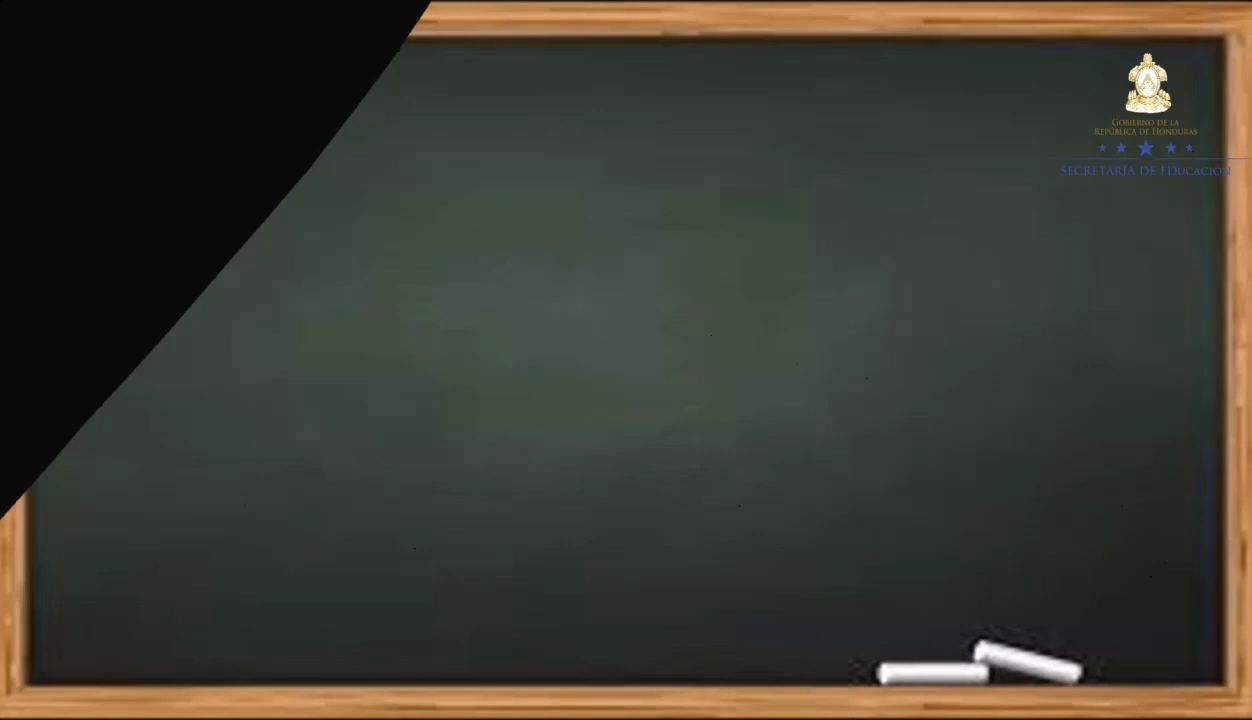 GOBIERNO DE LA
REPÚBLICA DE HONDURAS
SECRETARÍA DE EDUCACIÓN